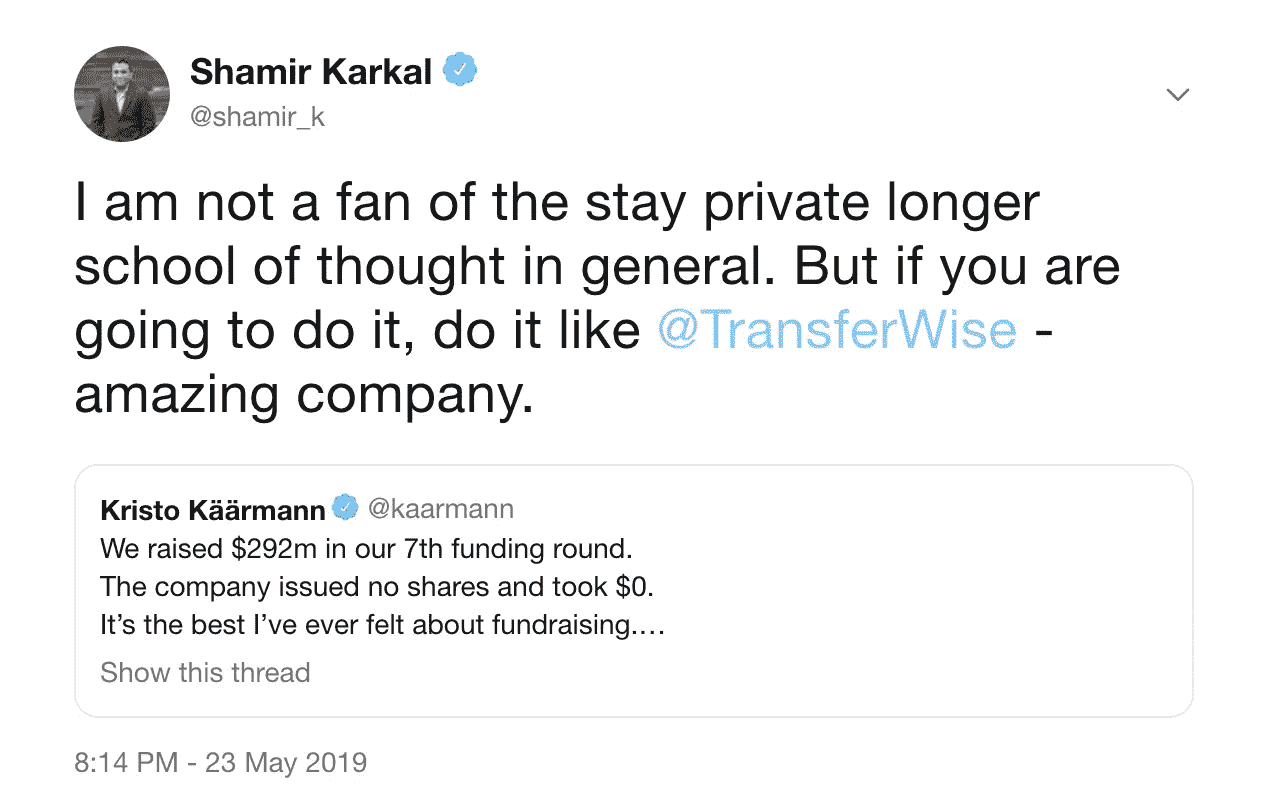 Shamir Karkal
@shamir_k
I am not a fan of the stay private longer
school of thought in general. But if you are
going to do it, do it like @TransferWise -
amazing company.
Kristo Käärmann @kaarmann
We raised $292m in our 7th funding round.
The company issued no shares and took $0.
It’s the best I’ve ever felt about fundraising.…
Show this thread
8:14 PM - 23 May 2019